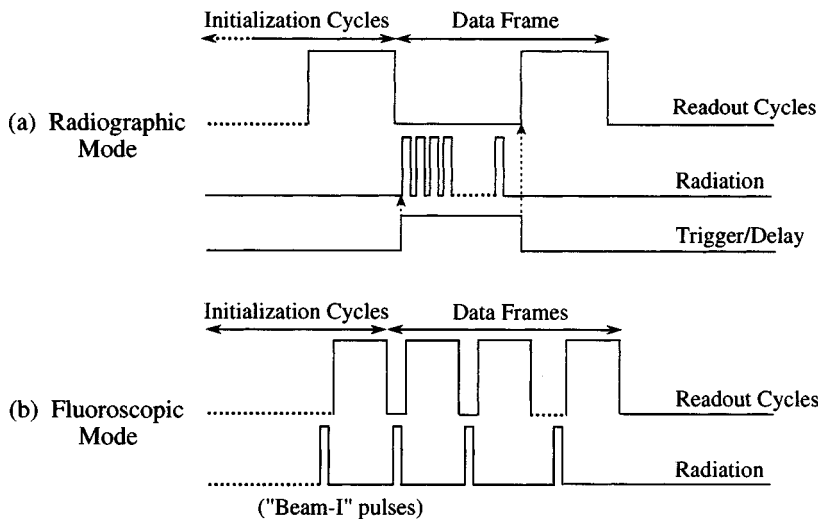 Initialization Cycles
Data Frame
(a) Radiographic
Mode
Readout Cycles
Radiation
Trigger/Delay
Initialization Cycles
Data Frames
(b) Fluoroscopic
Mode
Readout Cycles
Radiation
("Beam-I" pulses)